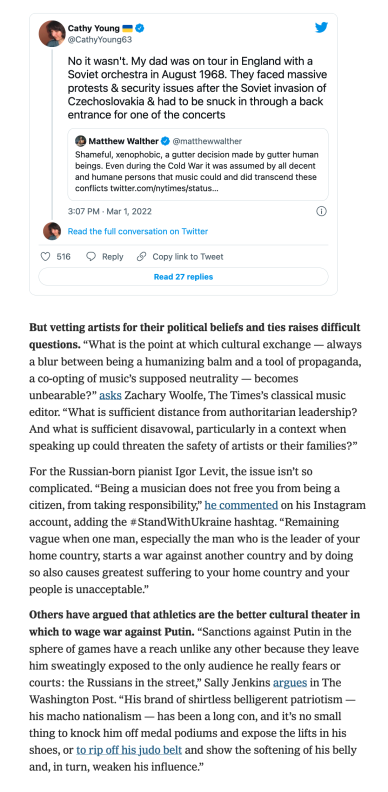 Cathy Young
@CathyYoung63
No it wasn't. My dad was on tour in England with a
Soviet orchestra in August 1968. They faced massive
protests & security issues after the Soviet invasion of
Czechoslovakia & had to be snuck in through a back
entrance for one of the concerts
Matthew Walther @matthewwalther
Shameful, xenophobic, a gutter decision made by gutter human
beings. Even during the Cold War it was assumed by all decent
and humane persons that music could and did transcend these
conflicts twitter.com/nytimes/status...
3:07 PM · Mar 1, 2022
Read the full conversation on Twitter
516 Reply Copy link to Tweet
Read 27 replies
But vetting artists for their political beliefs and ties raises difficult
questions. “What is the point at which cultural exchange — always
a blur between being a humanizing balm and a tool of propaganda,
a co-opting of music’s supposed neutrality — becomes
unbearable?” asks Zachary Woolfe, The Times’s classical music
editor. “What is sufficient distance from authoritarian leadership?
And what is sufficient disavowal, particularly in a context when
speaking up could threaten the safety of artists or their families?”
For the Russian-born pianist Igor Levit, the issue isn’t so
complicated. “Being a musician does not free you from being a
citizen, from taking responsibility,” he commented on his Instagram
account, adding the #StandWithUkraine hashtag. “Remaining
vague when one man, especially the man who is the leader of your
home country, starts a war against another country and by doing
so also causes greatest suffering to your home country and your
people is unacceptable.”
Others have argued that athletics are the better cultural theater in
which to wage war against Putin. “Sanctions against Putin in the
sphere of games have a reach unlike any other because they leave
him sweatingly exposed to the only audience he really fears or
courts: the Russians in the street,” Sally Jenkins argues in The
Washington Post. “His brand of shirtless belligerent patriotism —
his macho nationalism — has been a long con, and it’s no small
thing to knock him off medal podiums and expose the lifts in his
shoes, or to rip off his judo belt and show the softening of his belly
and, in turn, weaken his influence.”